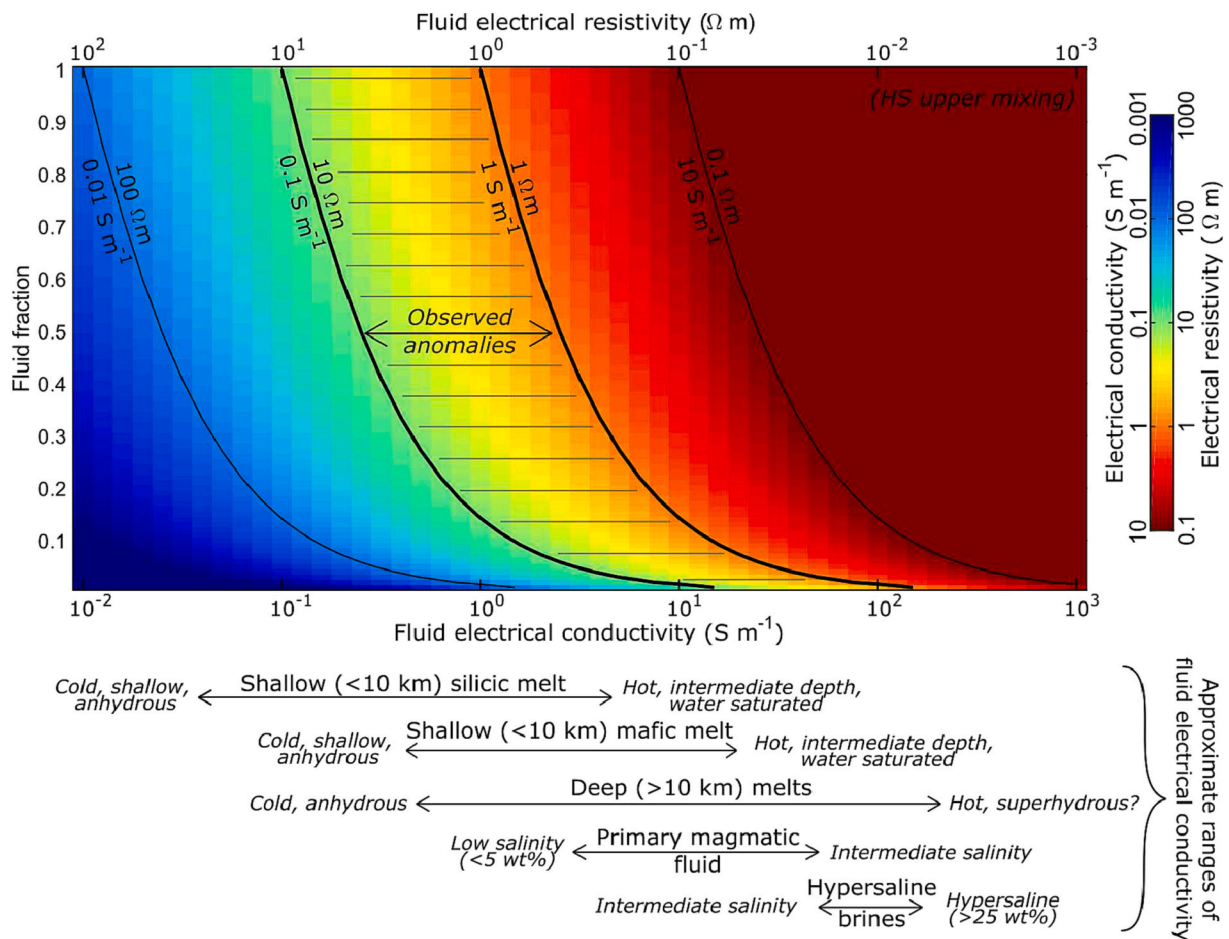 Fluid electrical resistivity (Ω m)
10² 10¹ 10⁰ 10⁻¹ 10⁻² 10⁻³
(HS upper mixing)
1
0.9
0.8
0.7
0.6
0.5
0.4
0.3
0.2
0.1
Fluid fraction
100 Ωm
0.01 S m⁻¹
10 Ωm
0.1 S m⁻¹
1 Ωm
1 S m⁻¹
0.1 Ωm
10 S m⁻¹
Observed
anomalies
10⁻² 10⁻¹ 10⁰ 10¹ 10² 10³
Fluid electrical conductivity (S m⁻¹)
Electrical conductivity (S m⁻¹)
10 1 0.1 0.01 0.001
0.1 1 10 100 1000
Electrical resistivity ( Ω m)
Cold, shallow,
anhydrous
Shallow (<10 km) silicic melt
Hot, intermediate depth,
water saturated
Cold, shallow,
anhydrous
Shallow (<10 km) mafic melt
Hot, intermediate depth,
water saturated
Cold, anhydrous
Deep (>10 km) melts
Hot, superhydrous?
Low salinity
(<5 wt%)
Primary magmatic
fluid
Intermediate salinity
Intermediate salinity
Hypersaline
brines
Hypersaline
(>25 wt%)
Approximate ranges of
fluid electrical conductivity